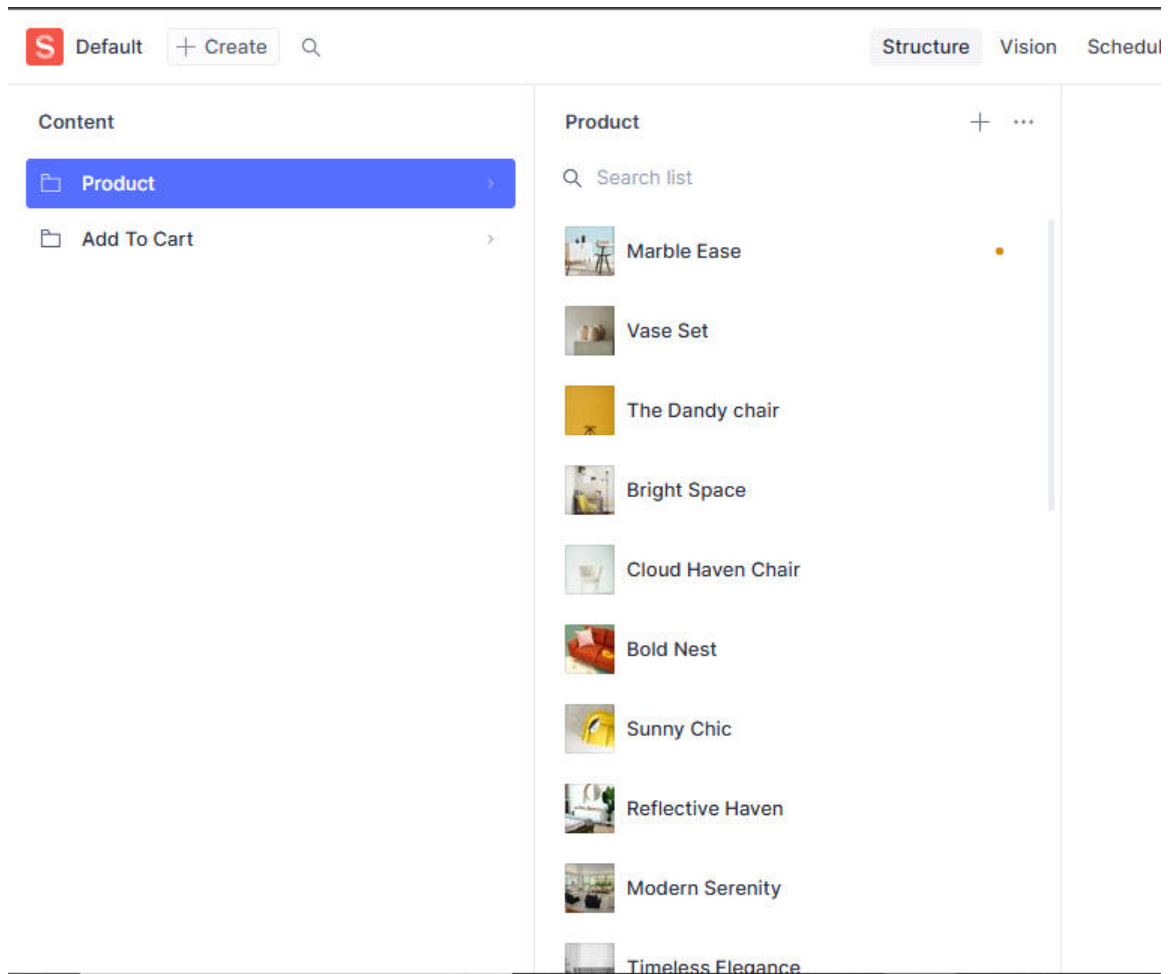 S Default + Create Structure Vision Schedul
Content
Product
Add To Cart
Product
Search list
Marble Ease
Vase Set
The Dandy chair
Bright Space
Cloud Haven Chair
Bold Nest
Sunny Chic
Reflective Haven
Modern Serenity
Timeless Elegance